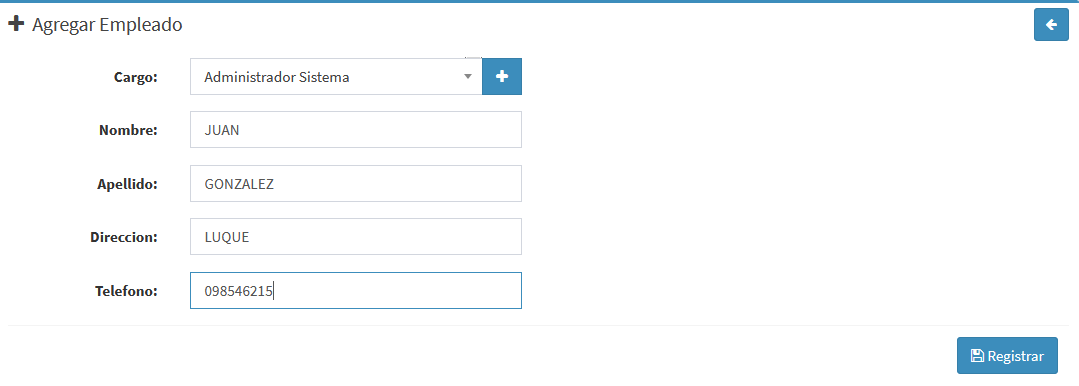 Agregar Empleado
Cargo: Administrador Sistema
Nombre: JUAN
Apellido: GONZALEZ
Direccion: LUQUE
Telefono: 098546215
Registrar